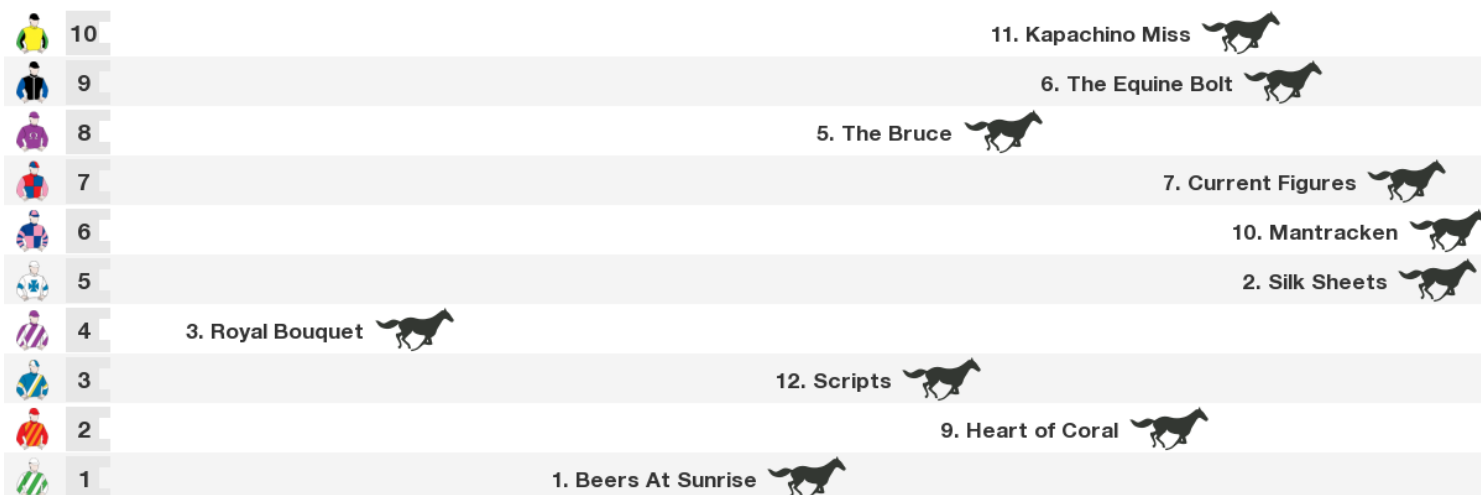 10 11. Kapachino Miss
9 6. The Equine Bolt
8 5. The Bruce
7 7. Current Figures
6 10. Mantracken
5 2. Silk Sheets
4 3. Royal Bouquet
3 12. Scripts
2 9. Heart of Coral
1 1. Beers At Sunrise